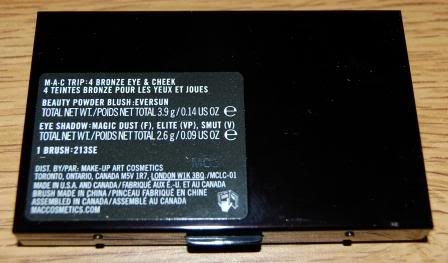 M·A·C TRIP:4 BRONZE EYE & CHEEK
4 TEINTES BRONZE POUR LES YEUX ET JOUES
BEAUTY POWDER BLUSH:EVERSUN
TOTAL NET WT./POIDS NET TOTAL 3.9 g / 0.14 US OZ ℮
EYE SHADOW:MAGIC DUST (F), ELITE (VP), SMUT (V)
TOTAL NET WT./POIDS NET TOTAL 2.6 g / 0.09 US OZ ℮
1 BRUSH:213SE
DIST. BY/PAR: MAKE-UP ART COSMETICS
TORONTO, ONTARIO, CANADA M5V 1R7, LONDON W1K 3BQ /MCLC-01
MADE IN U.S.A. AND CANADA / FABRIQUÉ AUX É.-U. ET AU CANADA
BRUSH MADE IN CHINA / PINCEAU FABRIQUÉ EN CHINE
ASSEMBLED IN CANADA/ASSEMBLÉ AU CANADA
MACCOSMETICS.COM